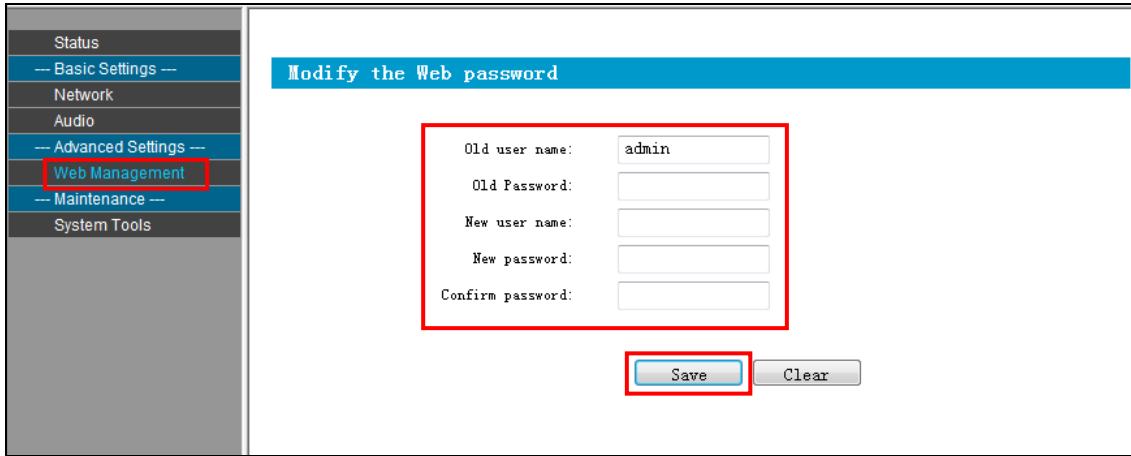 Status
--- Basic Settings ---
Network
Audio
--- Advanced Settings ---
Web Management
--- Maintenance ---
System Tools
Modify the Web password
Old user name: admin
Old Password:
New user name:
New password:
Confirm password:
Save Clear